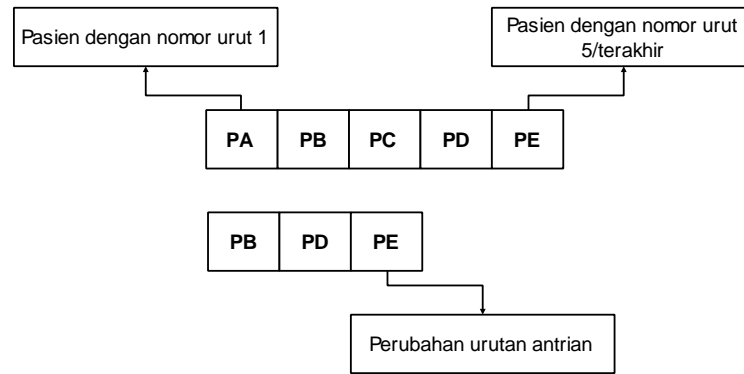 Pasien dengan nomor urut 1
Pasien dengan nomor urut
5/terakhir
PA PB PC PD PE
PB PD PE
Perubahan urutan antrian